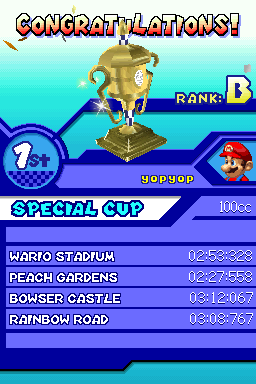 CONGRATULATIONS!
RANK: B
1st
yopyop
SPECIAL CUP 100cc
WARIO STADIUM 02:53:328
PEACH GARDENS 02:27:558
BOWSER CASTLE 03:12:067
RAINBOW ROAD 03:08:767